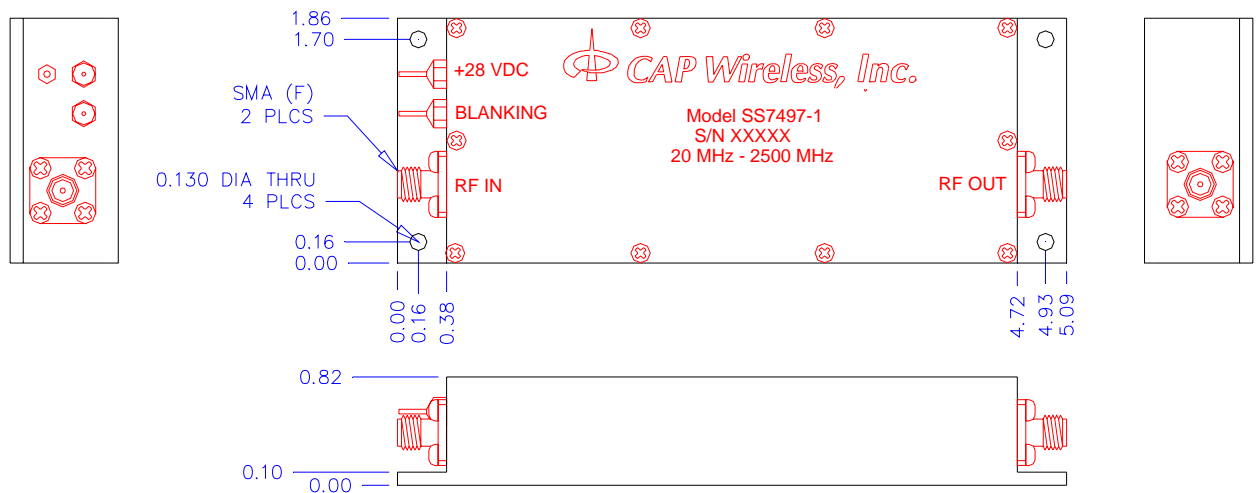 1.86
1.70
CAP Wireless, Inc.
+28 VDC
SMA (F)
2 PLCS
BLANKING
Model SS7497-1
S/N XXXXX
20 MHz - 2500 MHz
0.130 DIA THRU
4 PLCS
RF IN
RF OUT
0.16
0.00
0.00
0.16
0.38
4.72
4.93
5.09
0.82
0.10
0.00